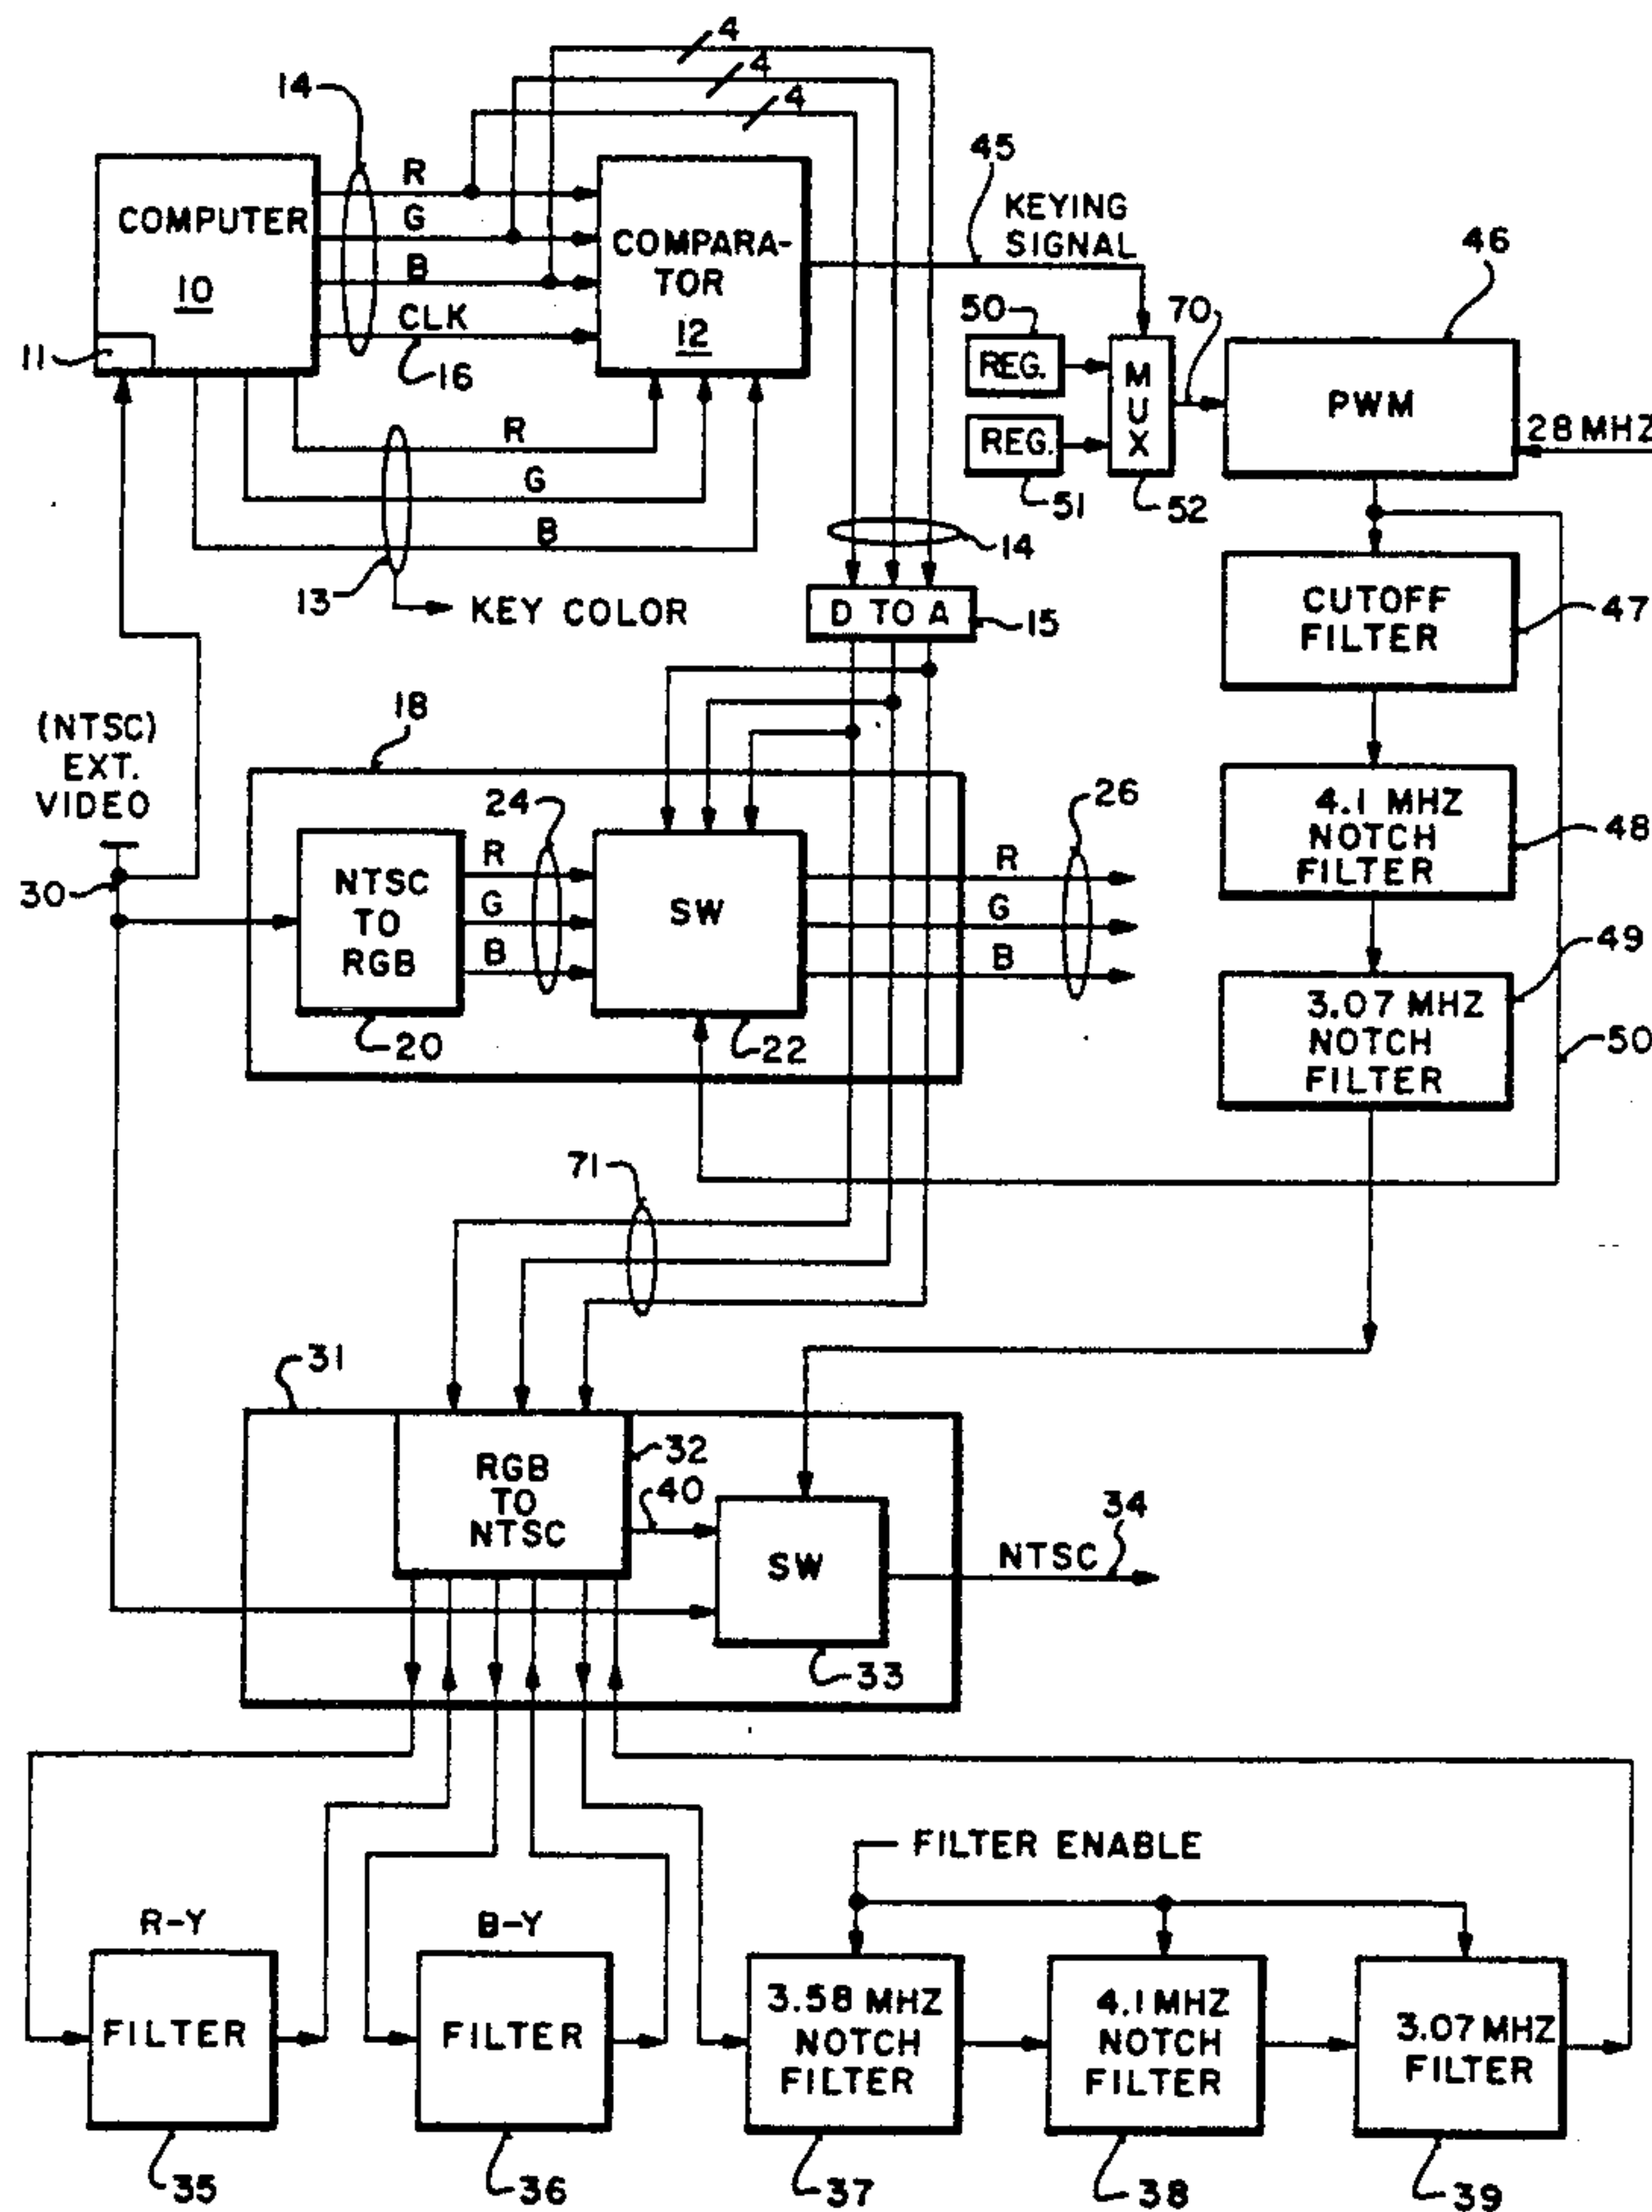 4
4
4
14
R
G
B
CLK
16
COMPUTER
10
11
COMPARA-
TOR
12
45
KEYING
SIGNAL
50
REG.
REG.
51
MUX
52
70
46
PWM
28 MHZ
R
G
B
13
KEY COLOR
14
D TO A
15
CUTOFF
FILTER
47
(NTSC)
EXT.
VIDEO
30
18
24
26
NTSC
TO
RGB
20
R
G
B
SW
22
R
G
B
4.1 MHZ
NOTCH
FILTER
48
3.07 MHZ
NOTCH
FILTER
49
50
71
31
RGB
TO
NTSC
32
40
SW
33
NTSC
34
FILTER ENABLE
R-Y
FILTER
35
B-Y
FILTER
36
3.58 MHZ
NOTCH
FILTER
37
4.1 MHZ
NOTCH
FILTER
38
3.07 MHZ
FILTER
39